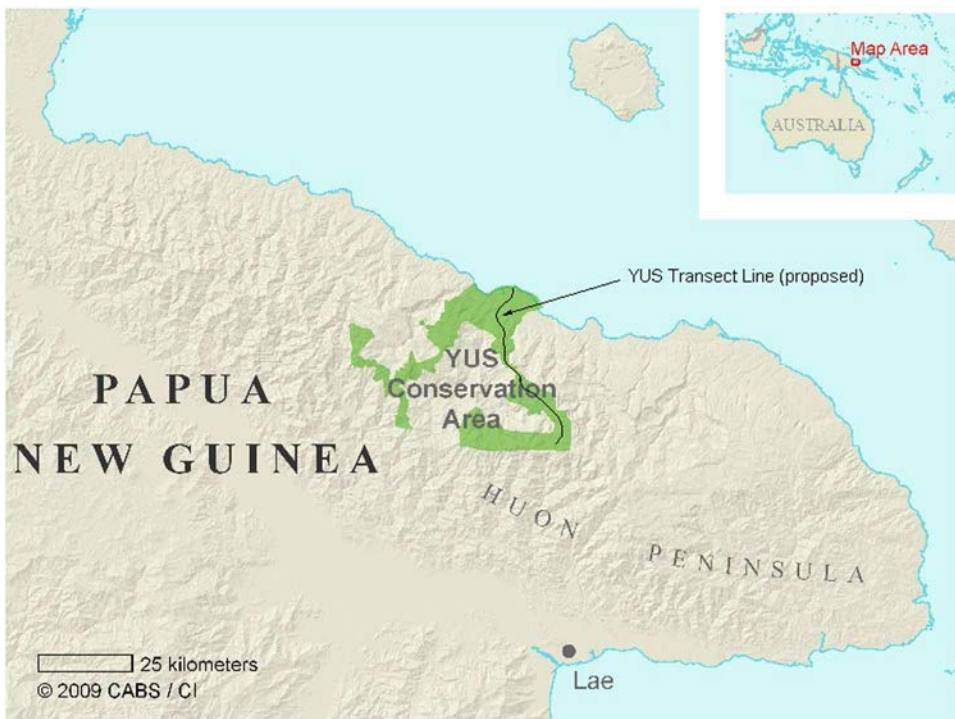 Map Area
AUSTRALIA
YUS Transect Line (proposed)
YUS
Conservation
Area
PAPUA
NEW GUINEA
HUON
PENINSULA
25 kilometers
© 2009 CABS / CI
Lae